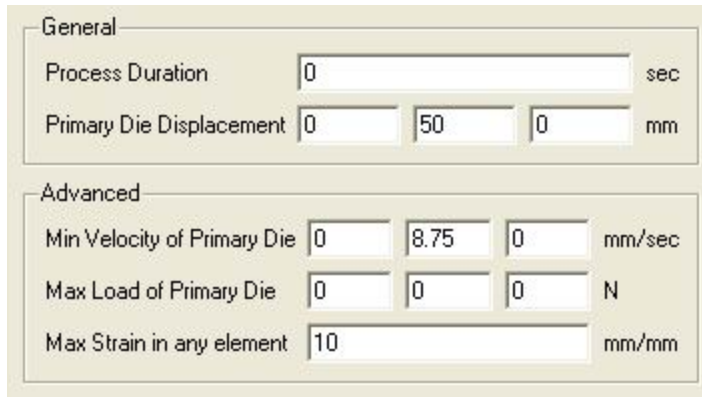 General
Process Duration 0 sec
Primary Die Displacement 0 50 0 mm
Advanced
Min Velocity of Primary Die 0 8.75 0 mm/sec
Max Load of Primary Die 0 0 0 N
Max Strain in any element 10 mm/mm